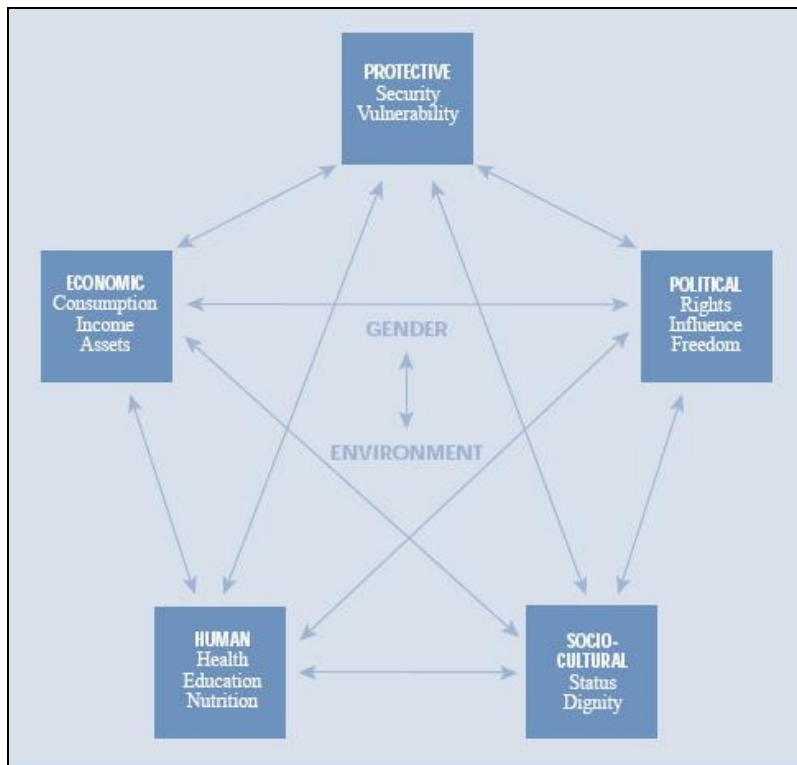 PROTECTIVE
Security
Vulnerability
ECONOMIC
Consumption
Income
Assets
POLITICAL
Rights
Influence
Freedom
GENDER
ENVIRONMENT
HUMAN
Health
Education
Nutrition
SOCIO-
CULTURAL
Status
Dignity